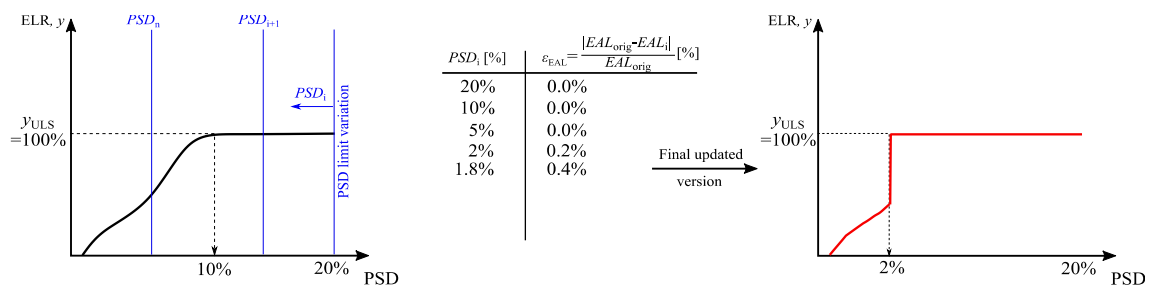 ELR, y
PSDn
PSDi+1
PSDi
yULS
=100%
PSD limit variation
10%
20%
PSD
PSDi [%]
εEAL=|EALorig-EALi|/EALorig[%]
20%
0.0%
10%
0.0%
5%
0.0%
2%
0.2%
1.8%
0.4%
Final updated
version
ELR, y
yULS
=100%
2%
20%
PSD